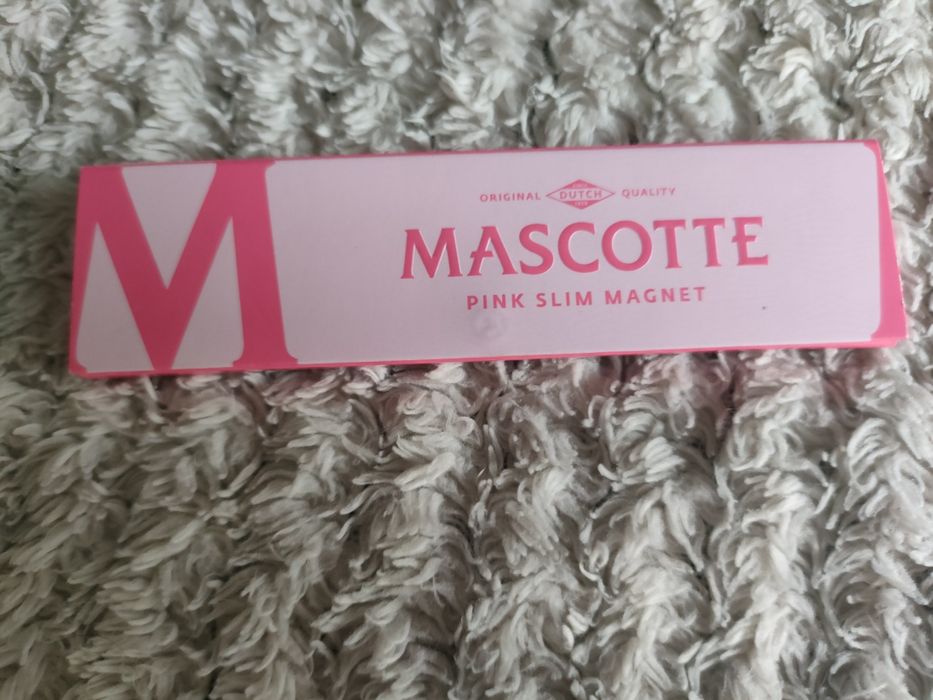 M
ORIGINAL DUTCH QUALITY
MASCOTTE
PINK SLIM MAGNET